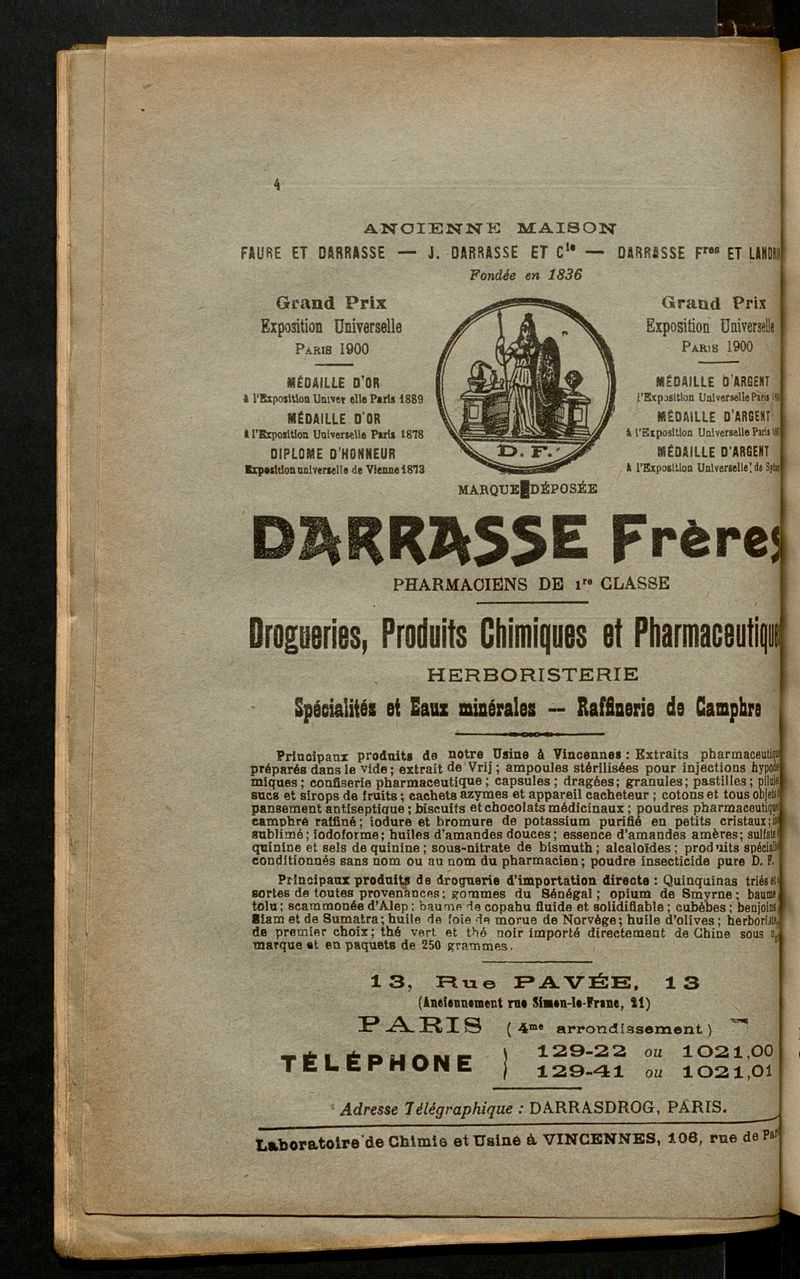 4
ANCIENNE MAISON
FAURE ET DARRASSE — J. DARRASSE ET Cie — DARRASSE Fres ET
Fondée en 1836
Grand Prix
Exposition Universelle
PARIS 1900
MÉDAILLE D'OR
à l'Exposition Univer elle Paris 1889
MÉDAILLE D'OR
à l'Exposition Universelle Paris 1878
DIPLOME D'HONNEUR
Exposition universelle de Vienne 1873
D. F.
MARQUE DÉPOSÉE
Grand Prix
Exposition Universelle
PARIS 1900
MÉDAILLE D'ARGENT
l'Exposition Universelle Paris
MÉDAILLE D'ARGENT
à l'Exposition Universelle Paris
MÉDAILLE D'ARGENT
à l'Exposition Universelle de
DARRASSE Frères
PHARMACIENS DE 1re CLASSE
Drogueries, Produits Chimiques et Pharmaceutiques
HERBORISTERIE
Spécialités et Eaux minérales — Raffinerie de Camphre
Principaux produits de notre Usine à Vincennes : Extraits pharmaceutiq
préparés dans le vide ; extrait de Vrij ; ampoules stérilisées pour injections hypode
miques ; confiserie pharmaceutique ; capsules ; dragées ; granules ; pastilles ; pilules
sucs et sirops de fruits ; cachets azymes et appareil cacheteur ; cotons et tous objets
pansement antiseptique ; biscuits et chocolats médicinaux ; poudres pharmaceutiqu
camphre raffiné ; iodure et bromure de potassium purifié en petits cristaux ;
sublimé ; iodoforme ; huiles d'amandes douces ; essence d'amandes amères ; sulfate
quinine et sels de quinine ; sous-nitrate de bismuth ; alcaloïdes ; produits spécial
conditionnés sans nom ou au nom du pharmacien ; poudre insecticide pure D. F.
Principaux produits de droguerie d'importation directe : Quinquinas triés et
sortes de toutes provenances ; gommes du Sénégal ; opium de Smyrne ; baume
tolu ; scammonée d'Alep ; baume de copahu fluide et solidifiable ; cubèbes ; benjoins
Siam et de Sumatra ; huile de foie de morue de Norvège ; huile d'olives ; herboris
de premier choix ; thé vert et thé noir importé directement de Chine sous
marque et en paquets de 250 grammes.
13, Rue PAVÉE, 13
(Anciennement rue Simon-le-Franc, 21)
PARIS (4me arrondissement)
TÉLÉPHONE } 129-22 ou 1021,00
129-41 ou 1021,01
Adresse Télégraphique : DARRASDROG, PARIS.
Laboratoire de Chimie et Usine à VINCENNES, 106, rue de Par